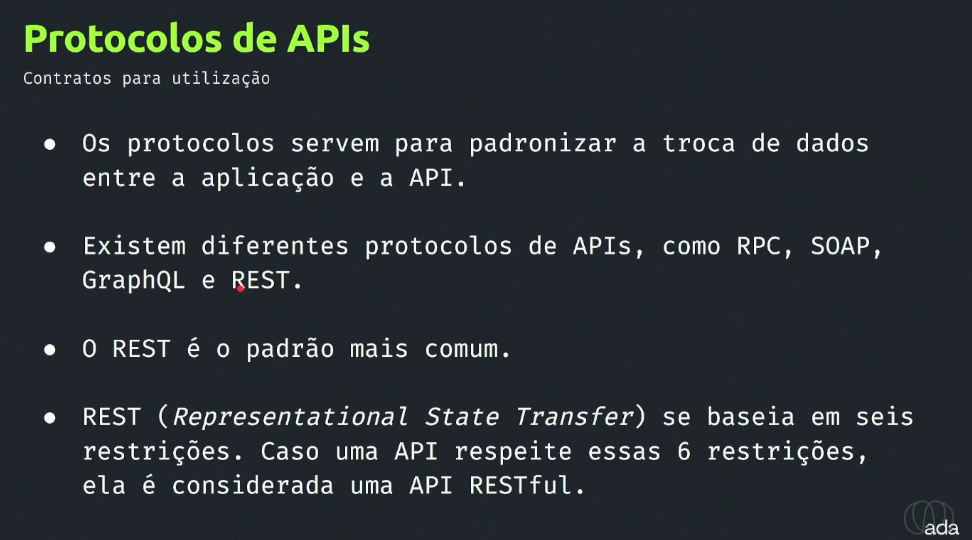 Protocolos de APIs
Contratos para utilização
● Os protocolos servem para padronizar a troca de dados
entre a aplicação e a API.
● Existem diferentes protocolos de APIs, como RPC, SOAP,
GraphQL e REST.
● O REST é o padrão mais comum.
● REST (Representational State Transfer) se baseia em seis
restrições. Caso uma API respeite essas 6 restrições,
ela é considerada uma API RESTful.
ada